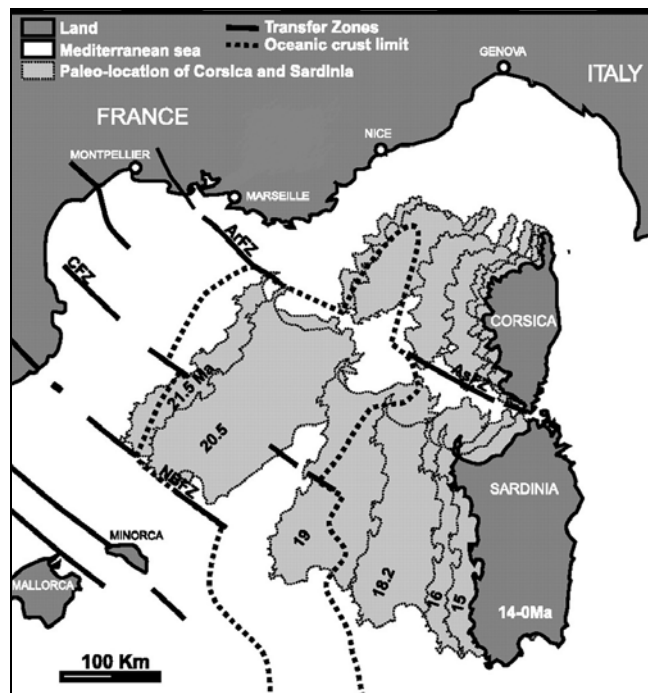 Land
Mediterranean sea
Paleo-location of Corsica and Sardinia
Transfer Zones
Oceanic crust limit
GENOVA
ITALY
FRANCE
NICE
MONTPELLIER
MARSEILLE
ArFZ
CFZ
CORSICA
AsFZ
21.5 Ma
20.5
NBFZ
SARDINIA
MINORCA
19
18.2
16
15
MALLORCA
14-0Ma
100 Km